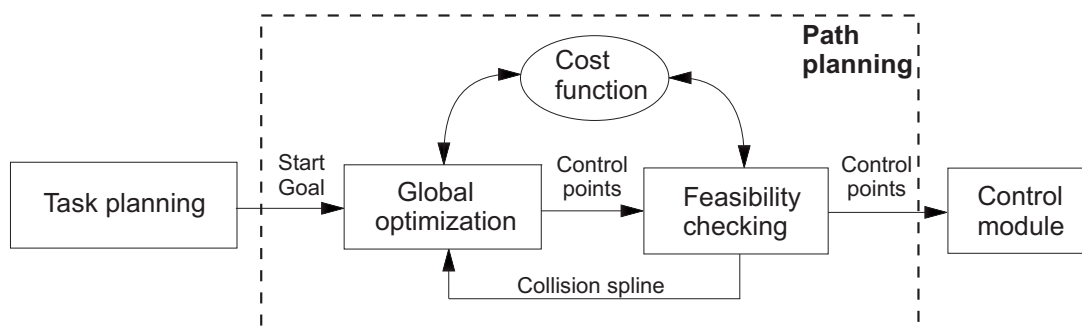 Path
planning
Cost
function
Task planning
Start
Goal
Global
optimization
Control
points
Feasibility
checking
Control
points
Control
module
Collision spline